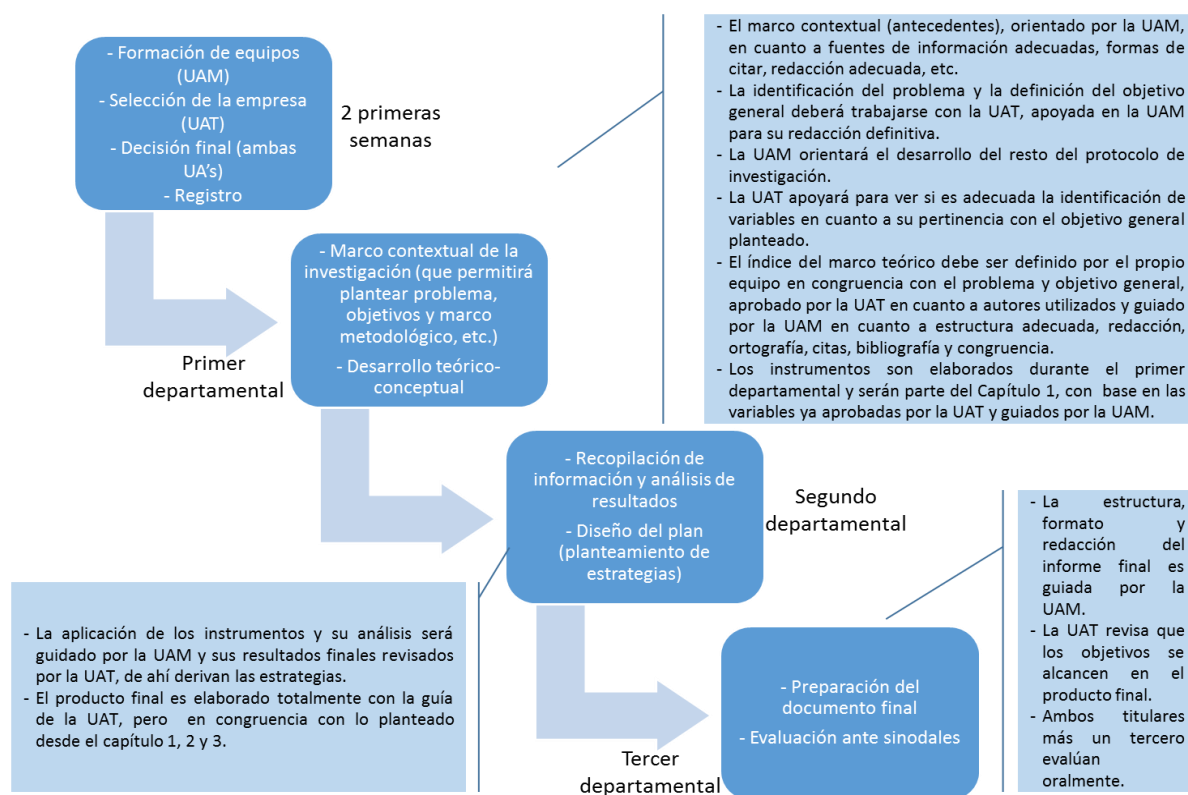 - Formación de equipos
(UAM)
- Selección de la empresa
(UAT)
- Decisión final (ambas
UA's)
- Registro
2 primeras
semanas
- El marco contextual (antecedentes), orientado por la UAM,
en cuanto a fuentes de información adecuadas, formas de
citar, redacción adecuada, etc.
- La identificación del problema y la definición del objetivo
general deberá trabajarse con la UAT, apoyada en la UAM
para su redacción definitiva.
- La UAM orientará el desarrollo del resto del protocolo de
investigación.
- La UAT apoyará para ver si es adecuada la identificación de
variables en cuanto a su pertinencia con el objetivo general
planteado.
- El índice del marco teórico debe ser definido por el propio
equipo en congruencia con el problema y objetivo general,
aprobado por la UAT en cuanto a autores utilizados y guiado
por la UAM en cuanto a estructura adecuada, redacción,
ortografía, citas, bibliografía y congruencia.
- Los instrumentos son elaborados durante el primer
departamental y serán parte del Capítulo 1, con base en las
variables ya aprobadas por la UAT y guiados por la UAM.
- Marco contextual de la
investigación (que permitirá
plantear problema,
objetivos y marco
metodológico, etc.)
- Desarrollo teórico-
conceptual
Primer
departamental
- Recopilación de
información y análisis de
resultados
- Diseño del plan
(planteamiento de
estrategias)
Segundo
departamental
- La aplicación de los instrumentos y su análisis será
guiado por la UAM y sus resultados finales revisados
por la UAT, de ahí derivan las estrategias.
- El producto final es elaborado totalmente con la guía
de la UAT, pero en congruencia con lo planteado
desde el capítulo 1, 2 y 3.
- Preparación del
documento final
- Evaluación ante sinodales
Tercer
departamental
- La estructura,
formato y
redacción del
informe final es
guiada por la
UAM.
- La UAT revisa que
los objetivos se
alcancen en el
producto final.
- Ambos titulares
más un tercero
evalúan
oralmente.